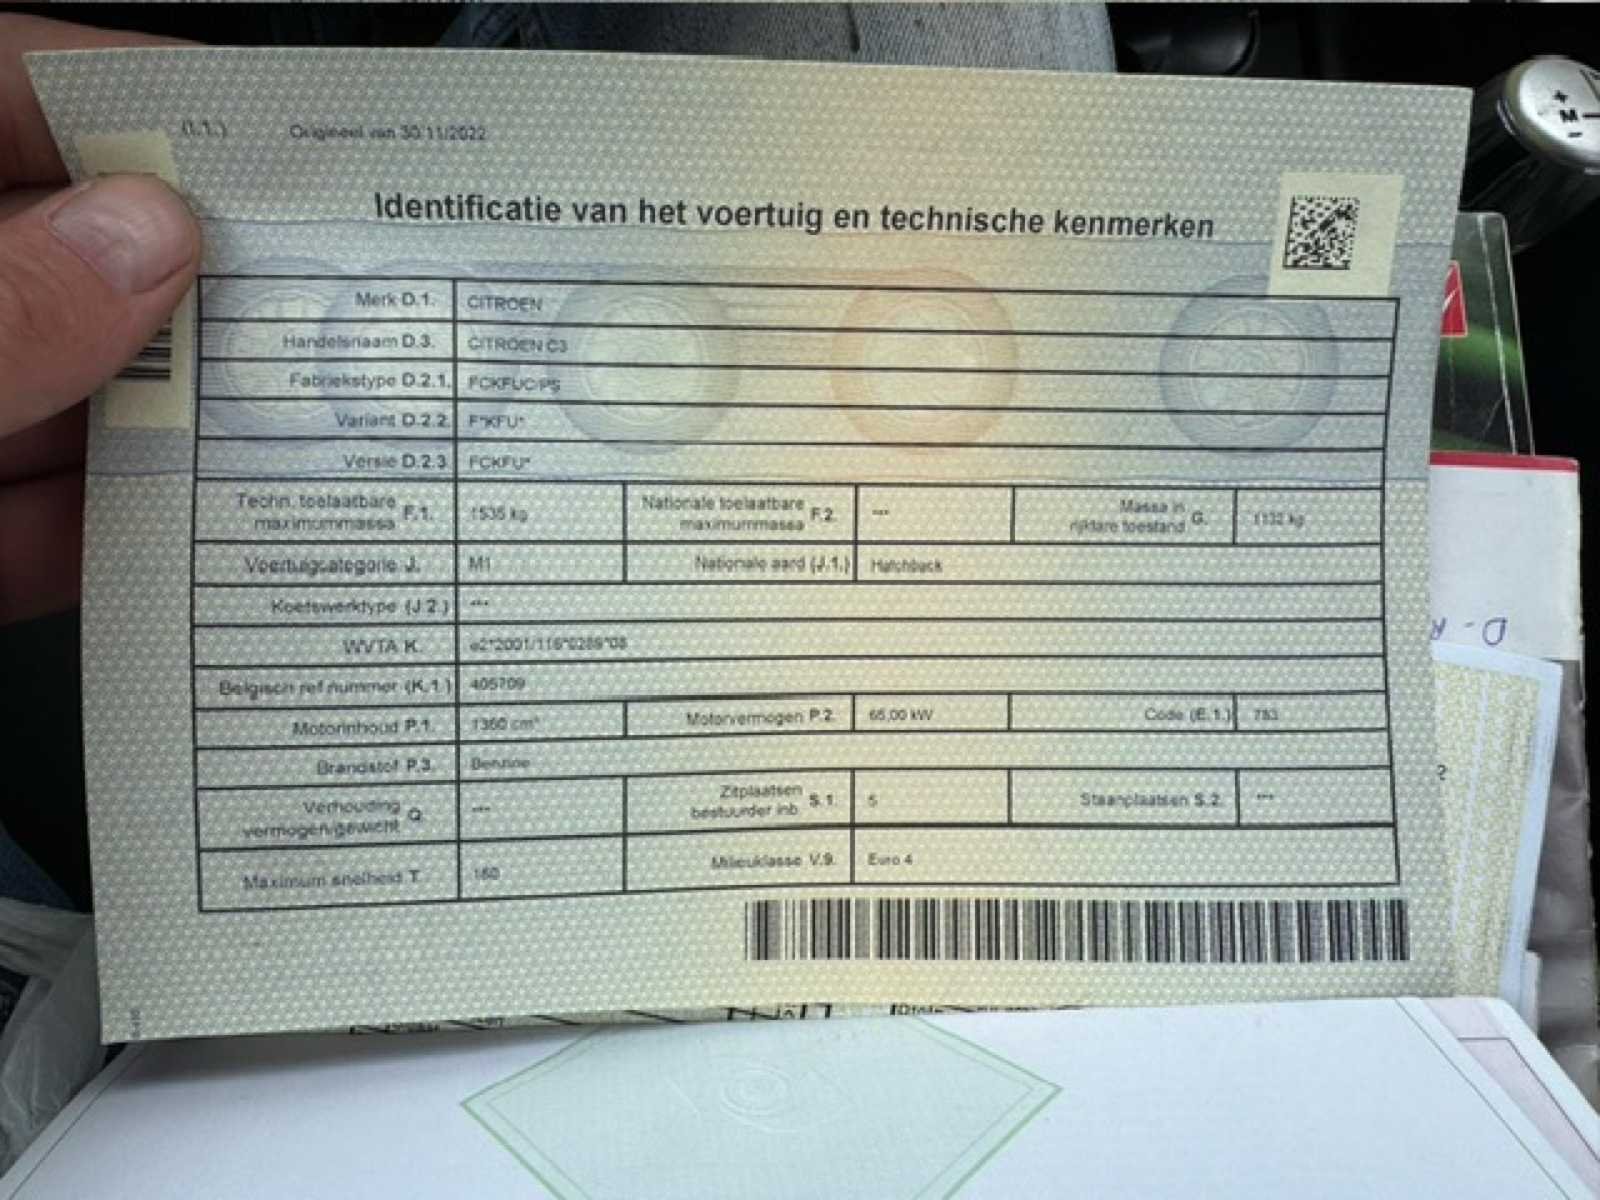 (I.1.) Origineel van 30/11/2022
Identificatie van het voertuig en technische kenmerken
Merk D.1. CITROEN
Handelsnaam D.3. CITROEN C3
Fabriekstype D.2.1. FCKFUC/PS
Variant D.2.2. F*KFU*
Versie D.2.3. FCKFU*
Techn. toelaatbare maximummassa F.1. 1535 kg Nationale toelaatbare maximummassa F.2. --- Massa in rijklare toestand G. 1132 kg
Voertuigcategorie J. M1 Nationale aard (J.1.) Hatchback
Koetswerktype (J.2.) ---
WVTA K. e2*2001/116*0289*08
Belgisch ref.nummer (K.1.) 405709
Motorinhoud P.1. 1360 cm³ Motorvermogen P.2. 65,00 kW Code (E.1.) 783
Brandstof P.3. Benzine
Verhouding vermogen/gewicht Q. --- Zitplaatsen bestuurder inb. S.1. 5 Staanplaatsen S.2. ---
Maximum snelheid T. 160 Milieuklasse V.9. Euro 4
+
M
-